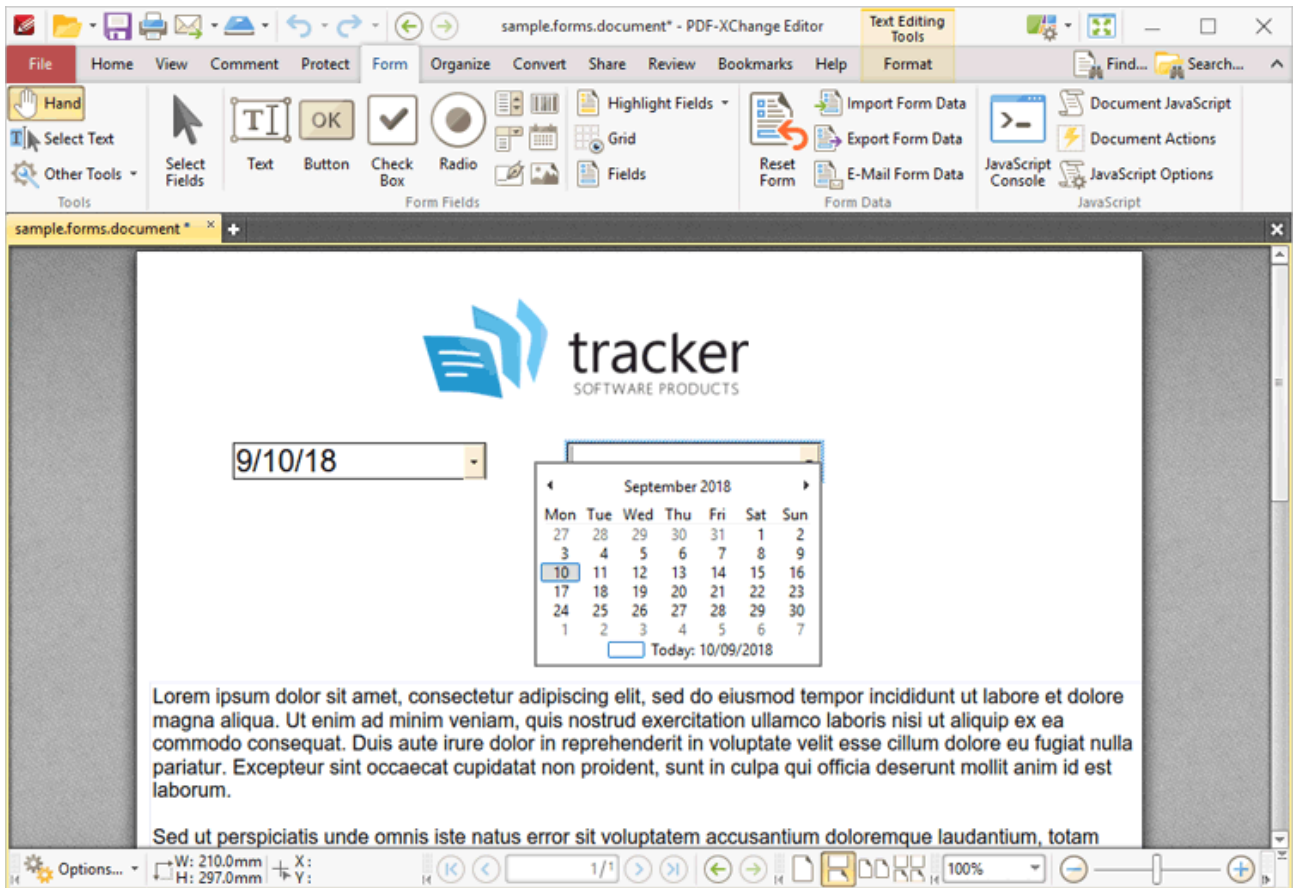 sample.forms.document* - PDF-XChange Editor
Text Editing Tools
File Home View Comment Protect Form Organize Convert Share Review Bookmarks Help Format Find... Search...
Hand
Select Text
Other Tools
Tools
Select Fields
Text
Button
OK
Check Box
Radio
Form Fields
Highlight Fields
Grid
Fields
Reset Form
Import Form Data
Export Form Data
E-Mail Form Data
Form Data
JavaScript Console
Document JavaScript
Document Actions
JavaScript Options
JavaScript
sample.forms.document *
tracker
SOFTWARE PRODUCTS
9/10/18
September 2018
Mon Tue Wed Thu Fri Sat Sun
27 28 29 30 31 1 2
3 4 5 6 7 8 9
10 11 12 13 14 15 16
17 18 19 20 21 22 23
24 25 26 27 28 29 30
1 2 3 4 5 6 7
Today: 10/09/2018
Lorem ipsum dolor sit amet, consectetur adipiscing elit, sed do eiusmod tempor incididunt ut labore et dolore
magna aliqua. Ut enim ad minim veniam, quis nostrud exercitation ullamco laboris nisi ut aliquip ex ea
commodo consequat. Duis aute irure dolor in reprehenderit in voluptate velit esse cillum dolore eu fugiat nulla
pariatur. Excepteur sint occaecat cupidatat non proident, sunt in culpa qui officia deserunt mollit anim id est
laborum.
Sed ut perspiciatis unde omnis iste natus error sit voluptatem accusantium doloremque laudantium, totam
Options...
W: 210.0mm
H: 297.0mm
X:
Y:
1/1
100%